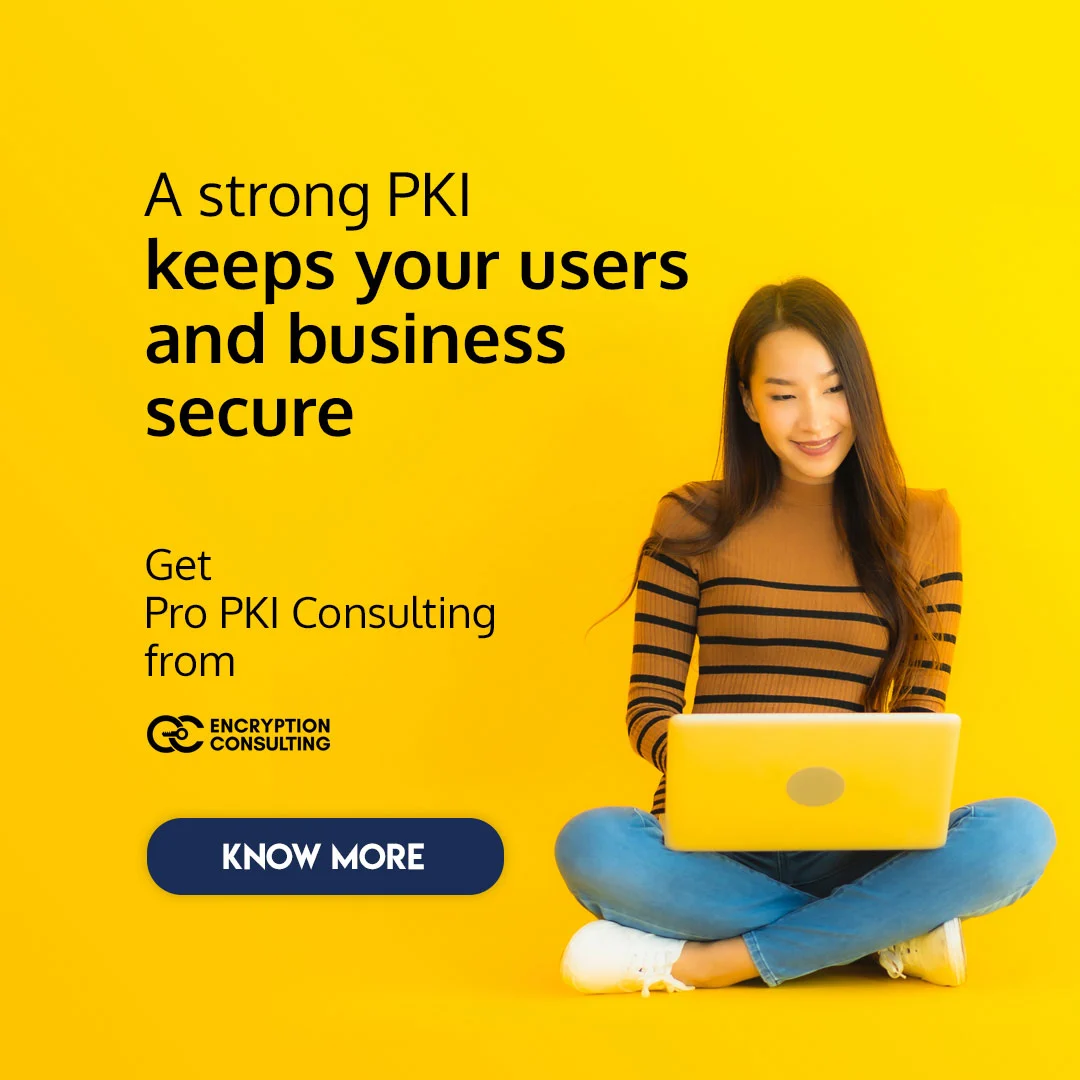 A strong PKI
keeps your users
and business
secure
Get
Pro PKI Consulting
from
ENCRYPTION
CONSULTING
KNOW MORE